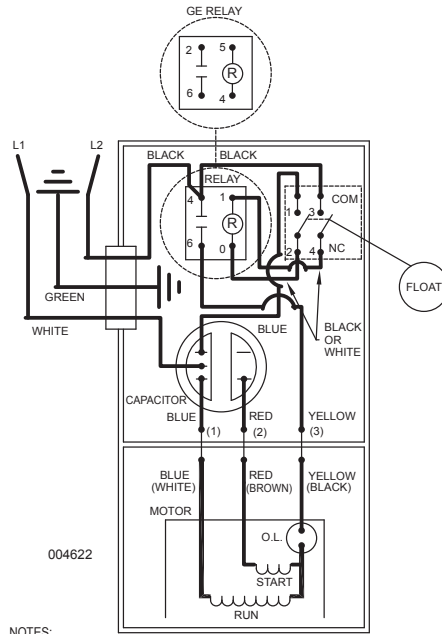 GE RELAY
2 5
R
6 4
L1 L2
BLACK BLACK
RELAY
4 1
R
6 0
COM
1 3
2 4
NC
FLOAT
GREEN
WHITE
BLUE
BLACK
OR
WHITE
CAPACITOR
BLUE RED YELLOW
(1) (2) (3)
BLUE RED YELLOW
(WHITE) (BROWN) (BLACK)
MOTOR
O.L.
004622
START
RUN
NOTES: